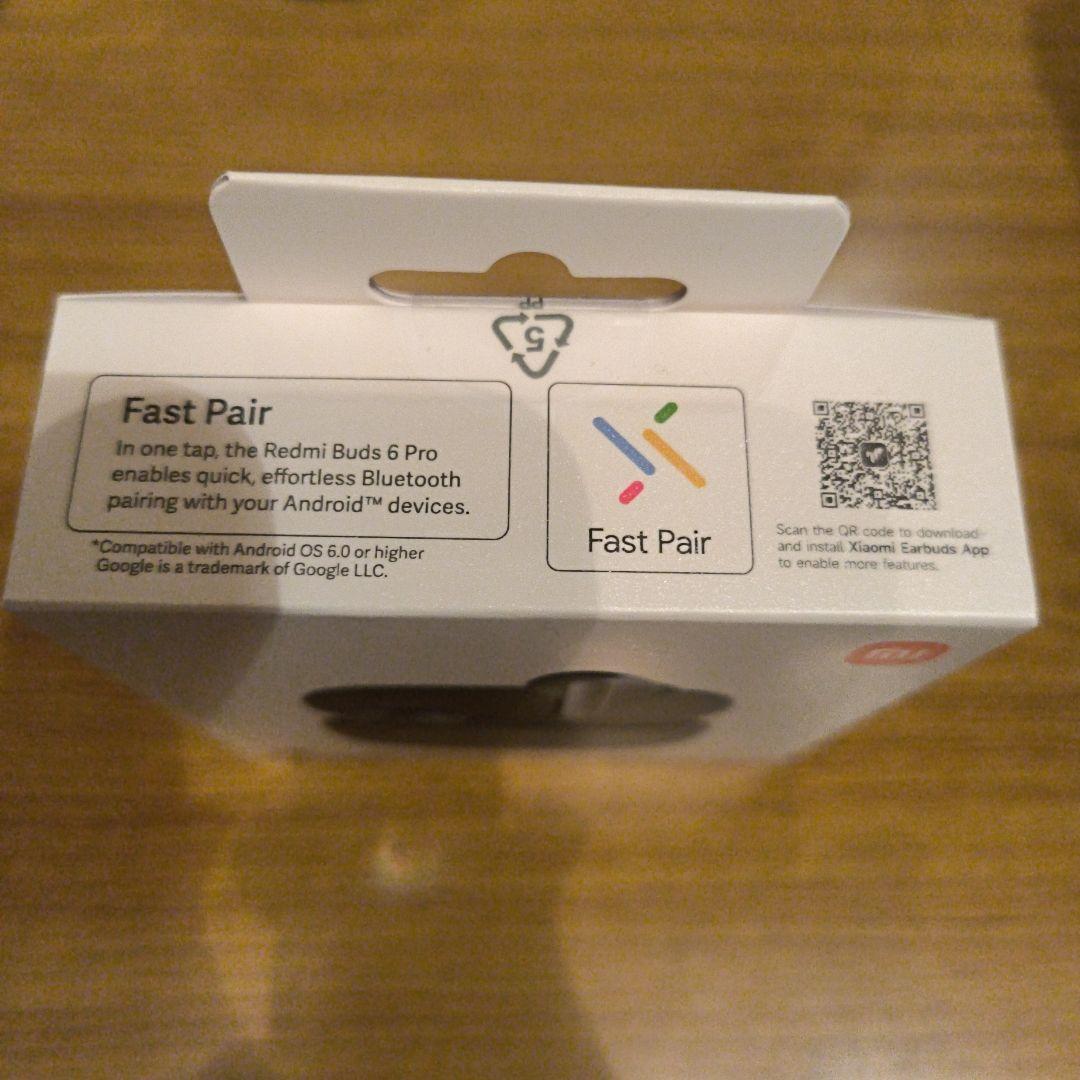 PP
5
Fast Pair
In one tap, the Redmi Buds 6 Pro
enables quick, effortless Bluetooth
pairing with your Android™ devices.
*Compatible with Android OS 6.0 or higher
Google is a trademark of Google LLC.
Fast Pair
Scan the QR code to download
and install Xiaomi Earbuds App
to enable more features.
mi